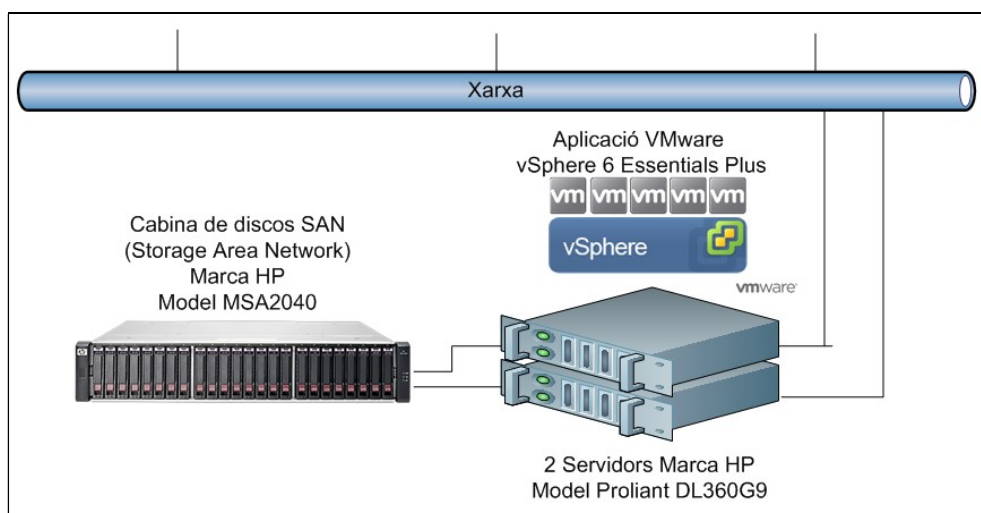 Xarxa
Aplicació VMware
vSphere 6 Essentials Plus
vm vm vm vm vm
vSphere
vmware
Cabina de discos SAN
(Storage Area Network)
Marca HP
Model MSA2040
2 Servidors Marca HP
Model Proliant DL360G9